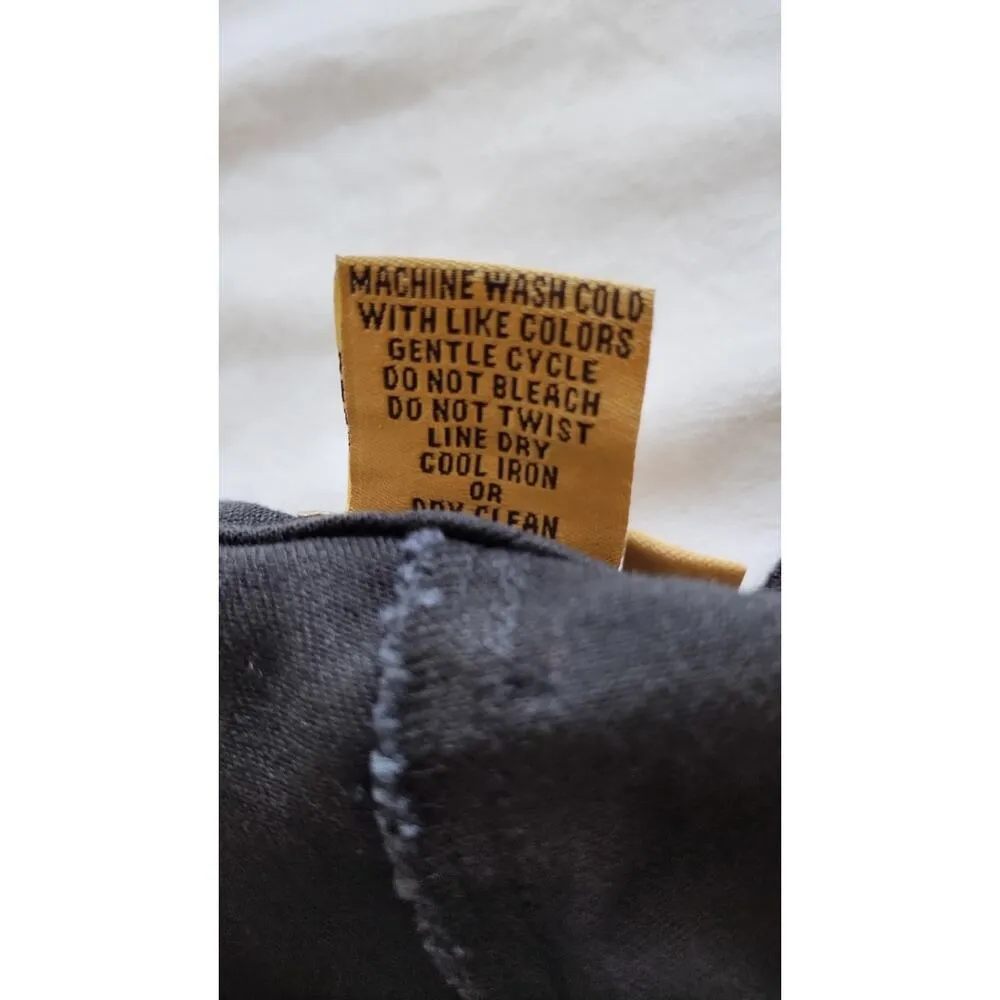 MACHINE WASH COLD
WITH LIKE COLORS
GENTLE CYCLE
DO NOT BLEACH
DO NOT TWIST
LINE DRY
COOL IRON
OR
DRY CLEAN